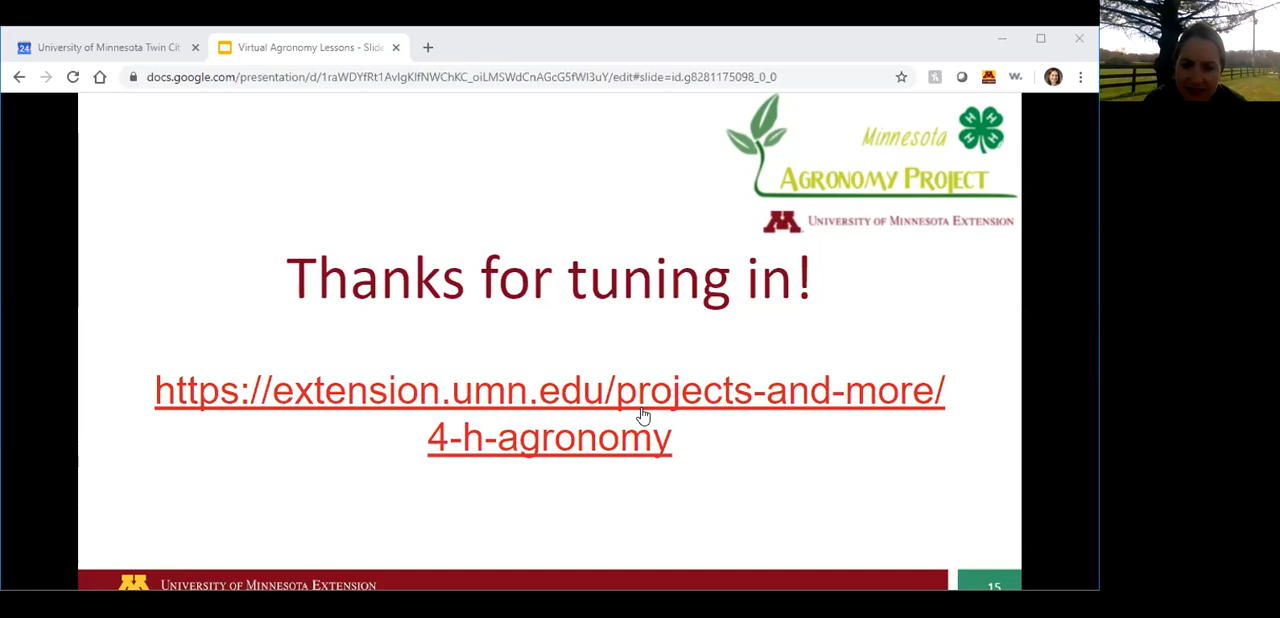 24 University of Minnesota Twin Cit
Virtual Agronomy Lessons - Slide
docs.google.com/presentation/d/1raWDYfRt1AvIgKlfNWChKC_oiLMSWdCnAGcG5fWI3uY/edit#slide=id.g8281175098_0_0
W.
Minnesota
H H H H
AGRONOMY PROJECT
UNIVERSITY OF MINNESOTA EXTENSION
Thanks for tuning in!
https://extension.umn.edu/projects-and-more/
4-h-agronomy
UNIVERSITY OF MINNESOTA EXTENSION
15